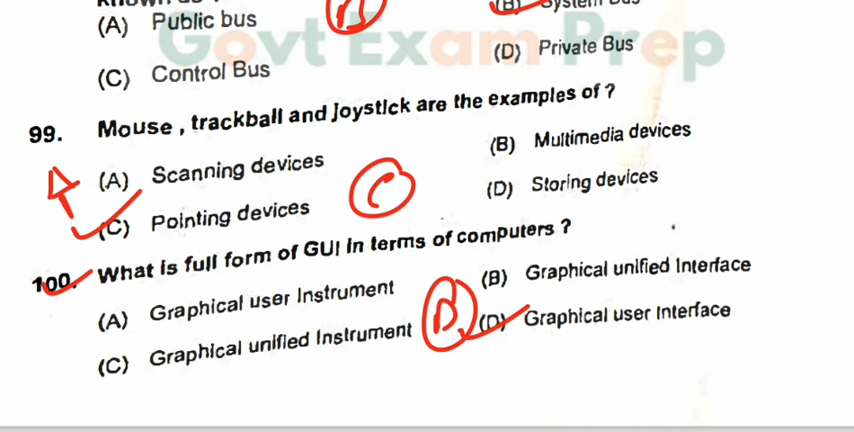 (A) Public bus
(B) System Bus
Govt Exam Prep
(C) Control Bus
(D) Private Bus
99. Mouse , trackball and Joystick are the examples of ?
(A) Scanning devices
(B) Multimedia devices
(C) Pointing devices
(D) Storing devices
C
100. What is full form of GUI in terms of computers ?
(A) Graphical user Instrument
(B) Graphical unified Interface
(C) Graphical unified Instrument
(D) Graphical user Interface